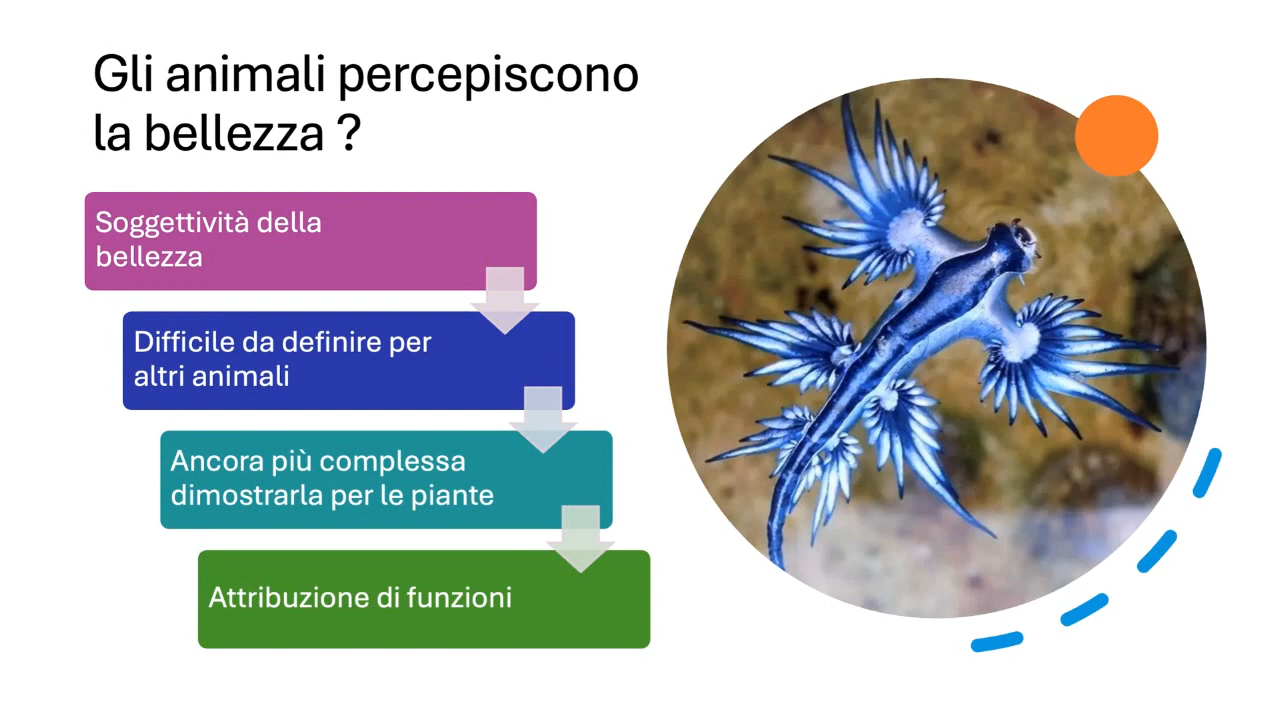 Gli animali percepiscono
la bellezza ?
Soggettività della
bellezza
Difficile da definire per
altri animali
Ancora più complessa
dimostrarla per le piante
Attribuzione di funzioni